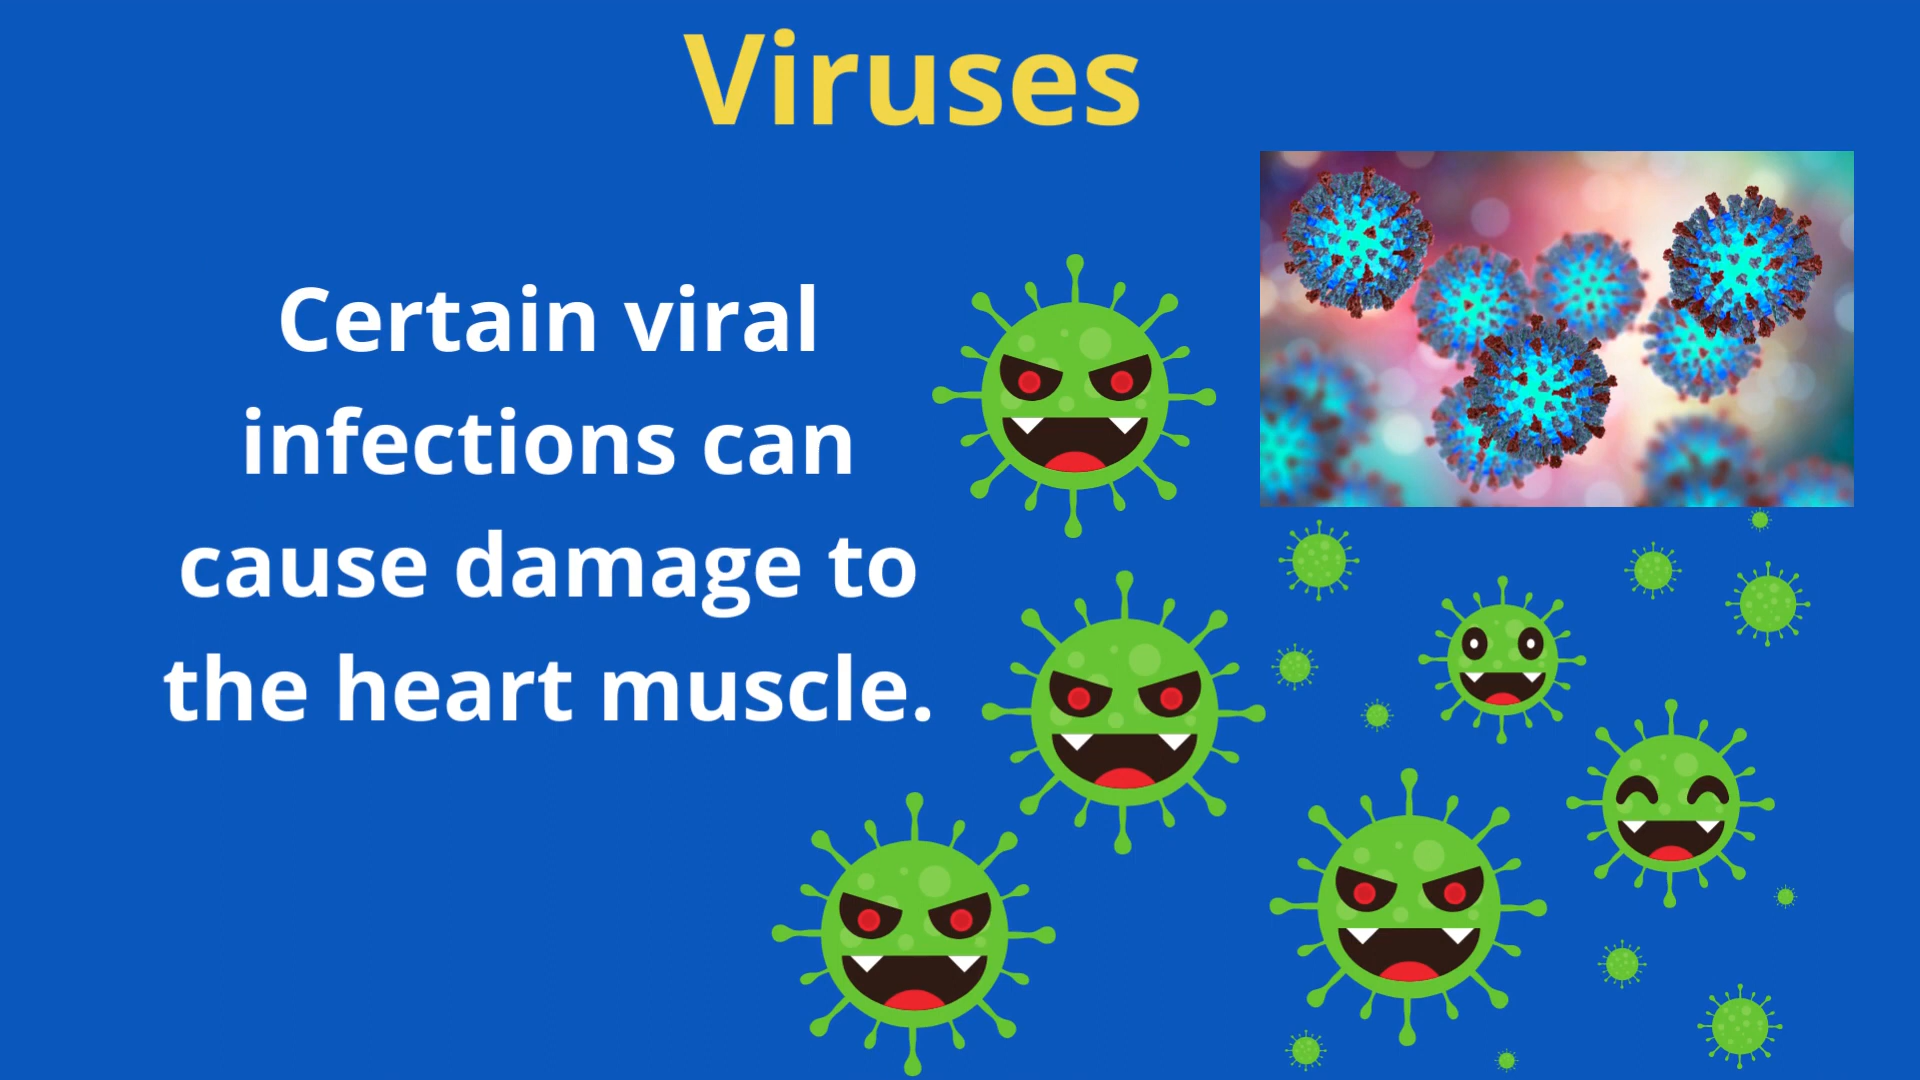 Viruses
Certain viral
infections can
cause damage to
the heart muscle.